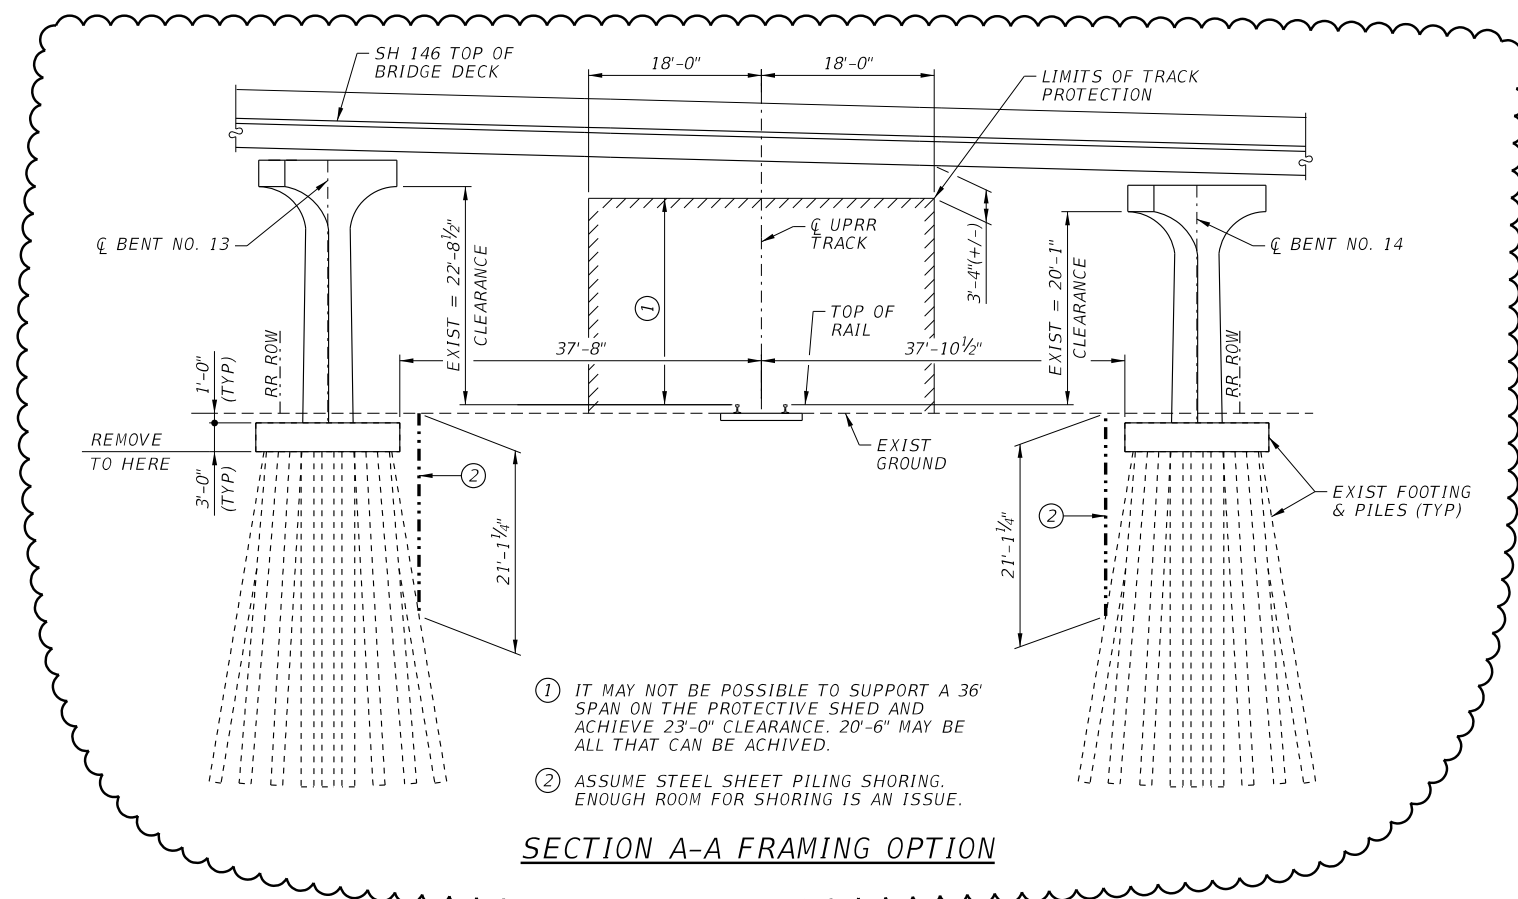 SH 146 TOP OF
BRIDGE DECK
18'-0"
18'-0"
LIMITS OF TRACK
PROTECTION
℄ BENT NO. 13
EXIST = 22'-8½"
CLEARANCE
1
℄ UPRR
TRACK
3'-4"(+/-)
EXIST = 20'-1"
CLEARANCE
℄ BENT NO. 14
TOP OF
RAIL
37'-8"
37'-10½"
RR ROW
RR ROW
1'-0"
(TYP)
REMOVE
TO HERE
3'-0"
(TYP)
2
21'-1¼"
EXIST
GROUND
21'-1¼"
2
EXIST FOOTING
& PILES (TYP)
1 IT MAY NOT BE POSSIBLE TO SUPPORT A 36'
SPAN ON THE PROTECTIVE SHED AND
ACHIEVE 23'-0" CLEARANCE. 20'-6" MAY BE
ALL THAT CAN BE ACHIVED.
2 ASSUME STEEL SHEET PILING SHORING.
ENOUGH ROOM FOR SHORING IS AN ISSUE.
SECTION A-A FRAMING OPTION